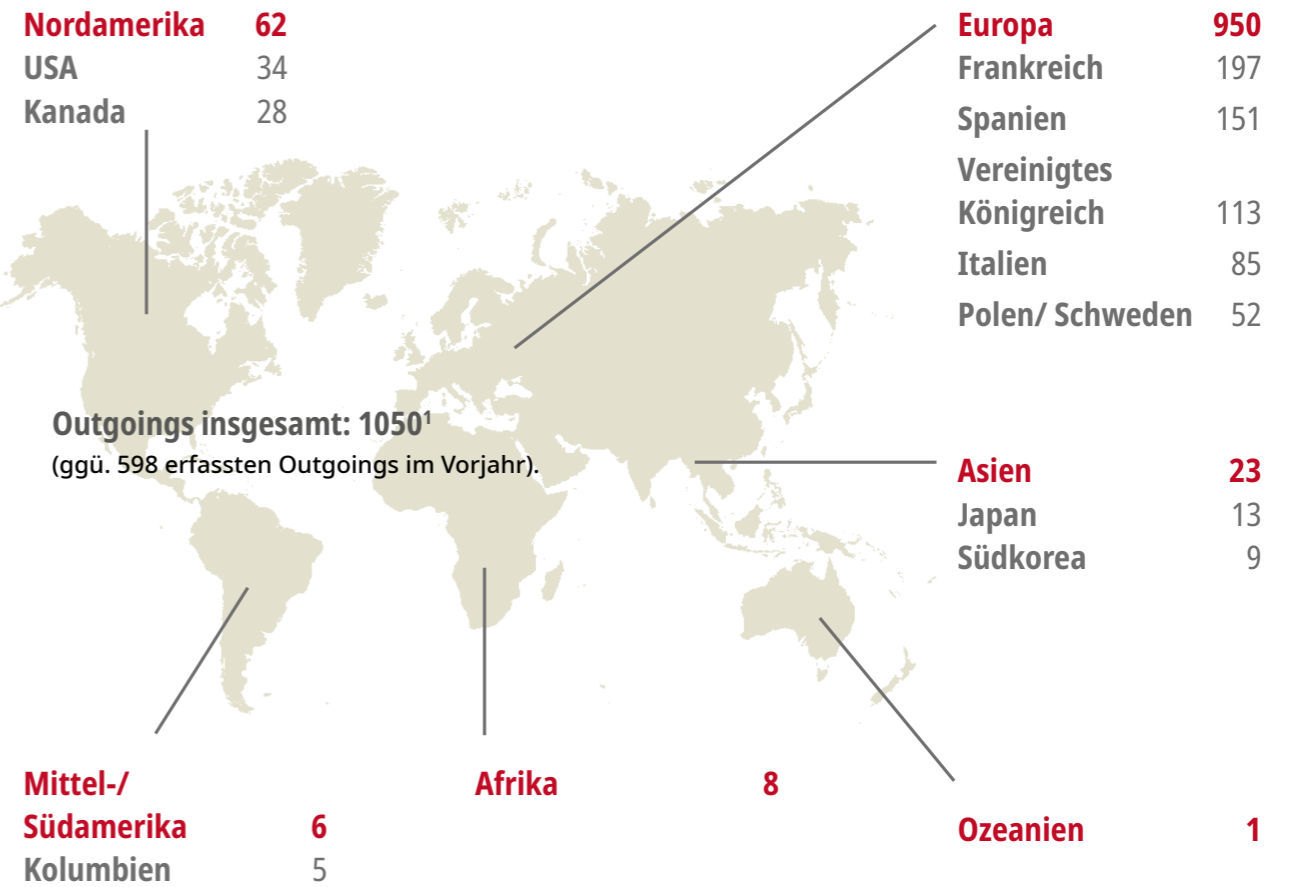 Nordamerika 62
USA 34
Kanada 28
Europa 950
Frankreich 197
Spanien 151
Vereinigtes
Königreich 113
Italien 85
Polen/ Schweden 52
Outgoings insgesamt: 1050¹
(ggü. 598 erfassten Outgoings im Vorjahr).
Asien 23
Japan 13
Südkorea 9
Mittel-/
Südamerika 6
Kolumbien 5
Afrika 8
Ozeanien 1